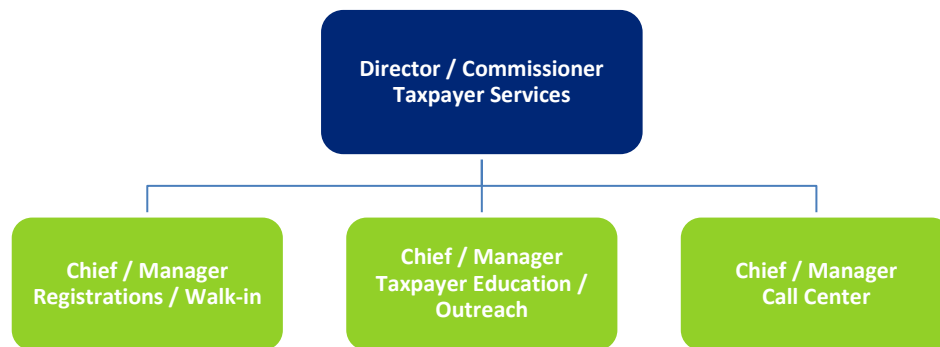 Director / Commissioner
Taxpayer Services
Chief / Manager
Registrations / Walk-in
Chief / Manager
Taxpayer Education /
Outreach
Chief / Manager
Call Center